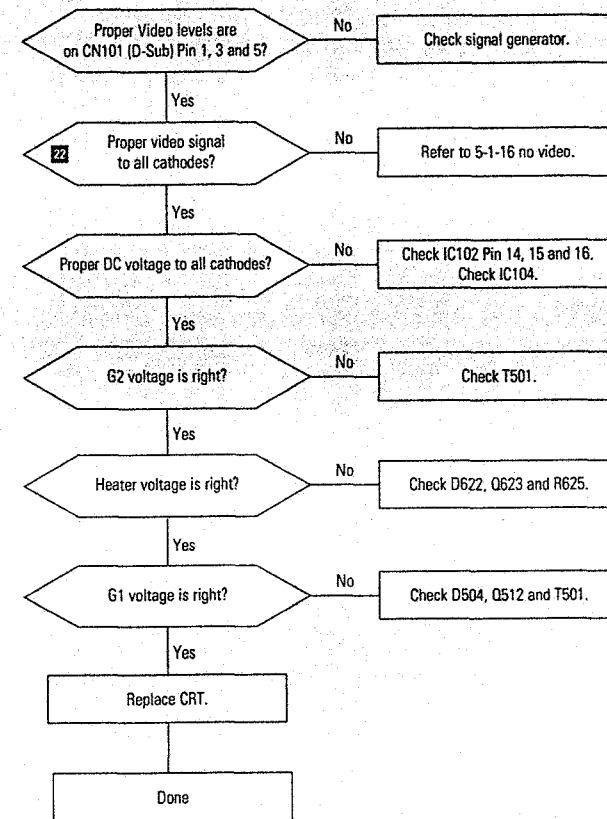 Proper Video levels are
on CN101 (D-Sub) Pin 1, 3 and 5?
No
Check signal generator.
Yes
22
Proper video signal
to all cathodes?
No
Refer to 5-1-16 no video.
Yes
Proper DC voltage to all cathodes?
No
Check IC102 Pin 14, 15 and 16.
Check IC104.
Yes
G2 voltage is right?
No
Check T501.
Yes
Heater voltage is right?
No
Check D622, Q623 and R625.
Yes
G1 voltage is right?
No
Check D504, Q512 and T501.
Yes
Replace CRT.
Done